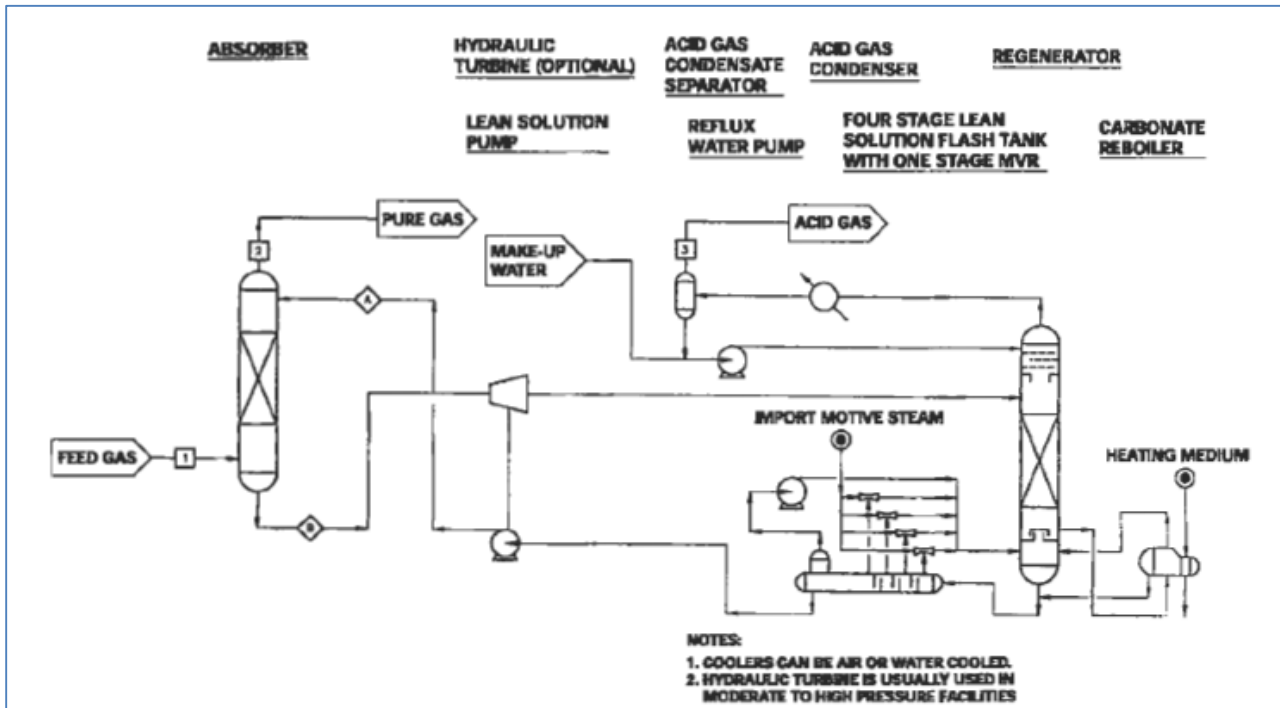 ABSORBER
HYDRAULIC
TURBINE (OPTIONAL)
ACID GAS
CONDENSATE
SEPARATOR
ACID GAS
CONDENSER
REGENERATOR
LEAN SOLUTION
PUMP
REFLUX
WATER PUMP
FOUR STAGE LEAN
SOLUTION FLASH TANK
WITH ONE STAGE MVR
CARBONATE
REBOILER
PURE GAS
2
MAKE-UP
WATER
ACID GAS
3
A
FEED GAS
1
B
IMPORT MOTIVE STEAM
HEATING MEDIUM
NOTES:
1. COOLERS CAN BE AIR OR WATER COOLED.
2. HYDRAULIC TURBINE IS USUALLY USED IN
MODERATE TO HIGH PRESSURE FACILITIES